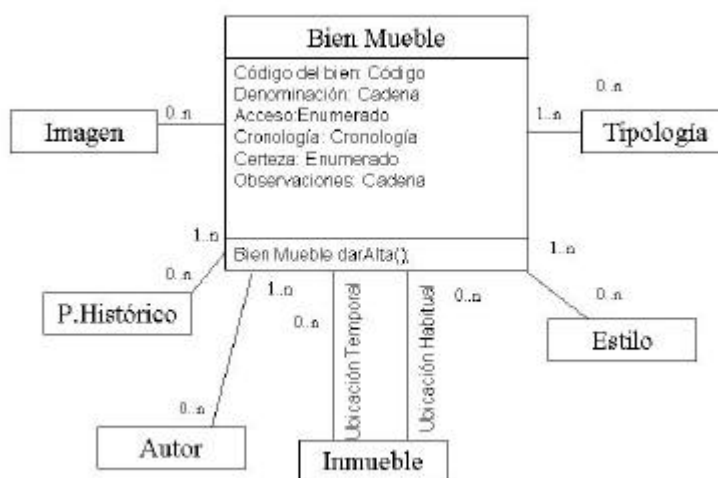 Bien Mueble
Código del bien: Código
Denominación: Cadena
Acceso:Enumerado
Cronología: Cronología
Certeza: Enumerado
Observaciones: Cadena
Bien Mueble darAlta();
Imagen
0..n
0..n
1..n
Tipología
1..n
0..n
P.Histórico
1..n
0..n
Estilo
1..n
0..n
Autor
0..n
Ubicación Temporal
0..n
Ubicación Habitual
Inmueble